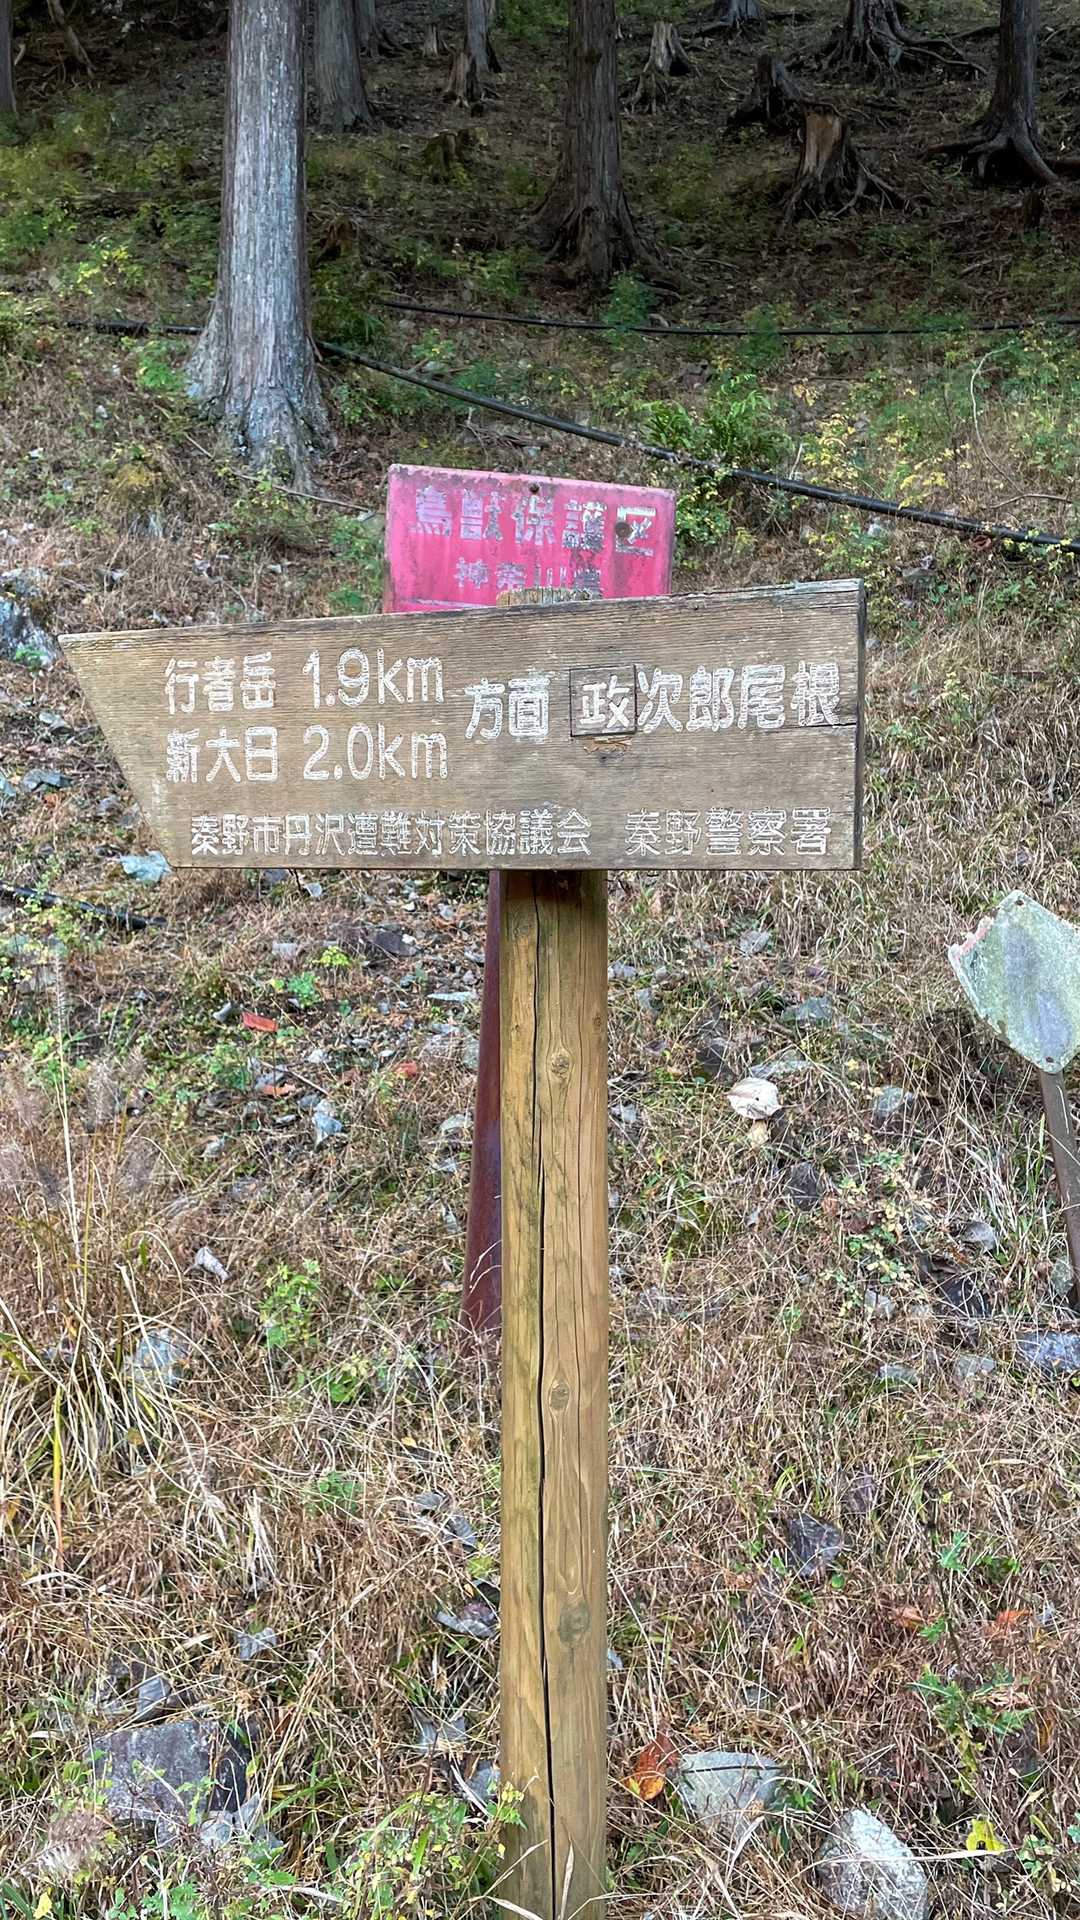 鳥獣保護区
神奈川県
行者岳 1.9km
新大日 2.0km
方面 政次郎尾根
秦野市丹沢遭難対策協議会 秦野警察署